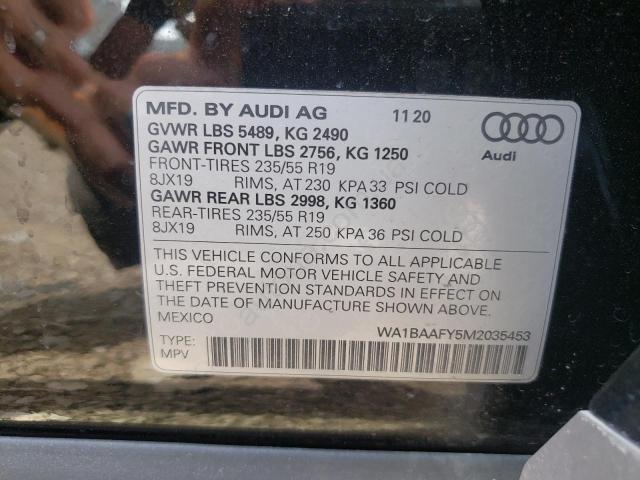 MFD. BY AUDI AG 11 20
GVWR LBS 5489, KG 2490
GAWR FRONT LBS 2756, KG 1250
FRONT-TIRES 235/55 R19
8JX19 RIMS, AT 230 KPA 33 PSI COLD
GAWR REAR LBS 2998, KG 1360
REAR-TIRES 235/55 R19
8JX19 RIMS, AT 250 KPA 36 PSI COLD
Audi
THIS VEHICLE CONFORMS TO ALL APPLICABLE
U.S. FEDERAL MOTOR VEHICLE SAFETY AND
THEFT PREVENTION STANDARDS IN EFFECT ON
THE DATE OF MANUFACTURE SHOWN ABOVE.
MEXICO
WA1BAAFY5M2035453
TYPE:
MPV